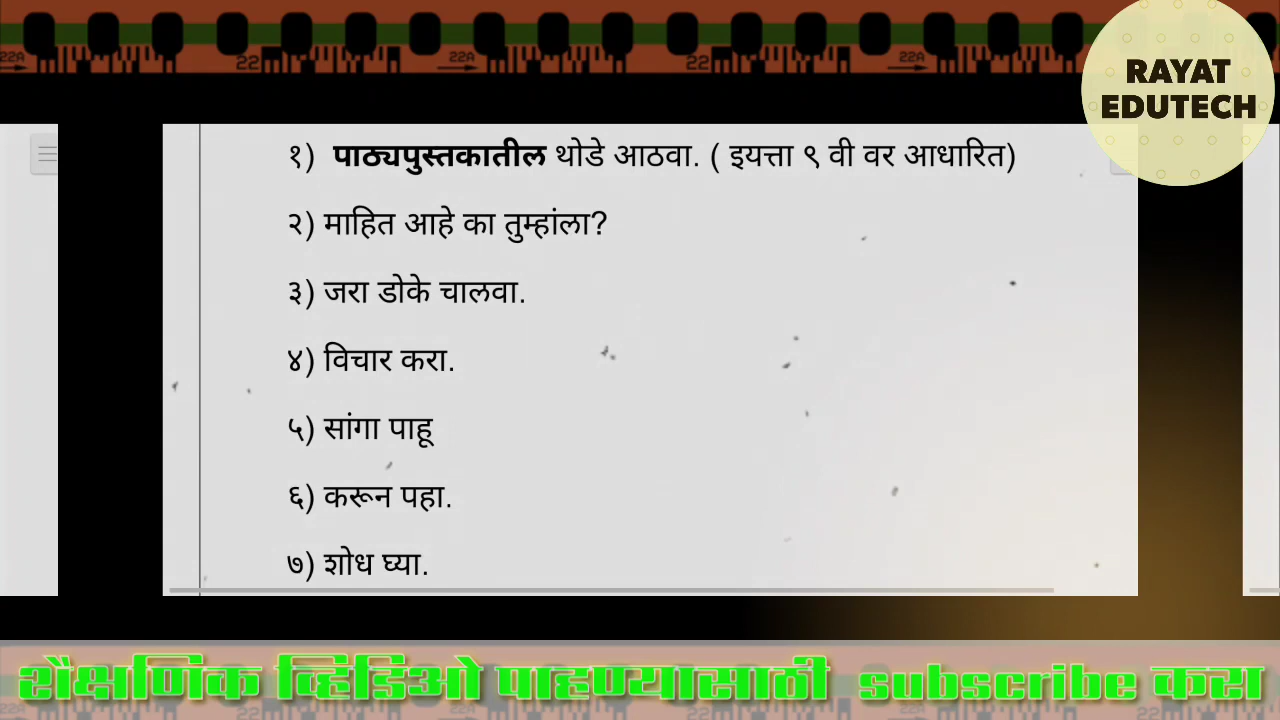 RAYAT
EDUTECH
१) पाठ्यपुस्तकातील थोडे आठवा. ( इयत्ता ९ वी वर आधारित)
२) माहित आहे का तुम्हांला?
३) जरा डोके चालवा.
४) विचार करा.
५) सांगा पाहू
६) करून पहा.
७) शोध घ्या.
शैक्षणिक व्हिडिओ पाहण्यासाठी subscribe करा